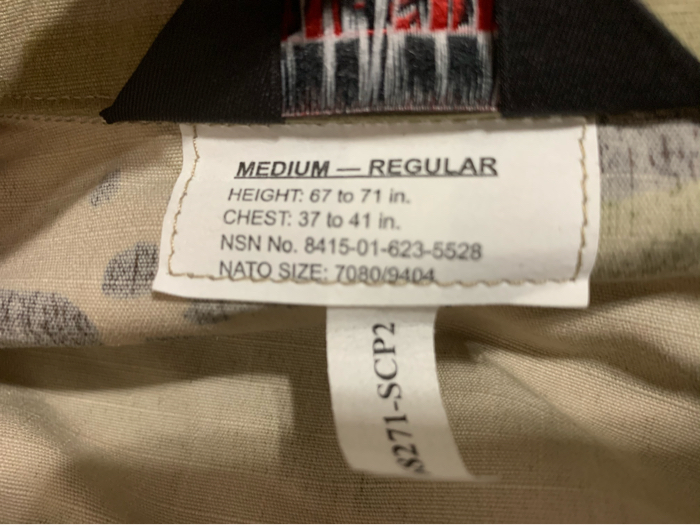 MEDIUM — REGULAR
HEIGHT: 67 to 71 in.
CHEST: 37 to 41 in.
NSN No. 8415-01-623-5528
NATO SIZE: 7080/9404
8271-SCP2